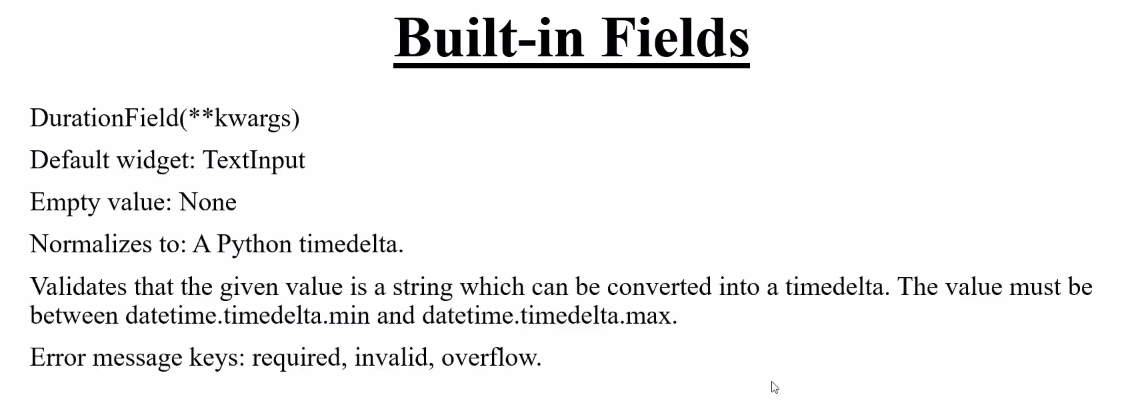 Built-in Fields
DurationField(**kwargs)
Default widget: TextInput
Empty value: None
Normalizes to: A Python timedelta.
Validates that the given value is a string which can be converted into a timedelta. The value must be
between datetime.timedelta.min and datetime.timedelta.max.
Error message keys: required, invalid, overflow.